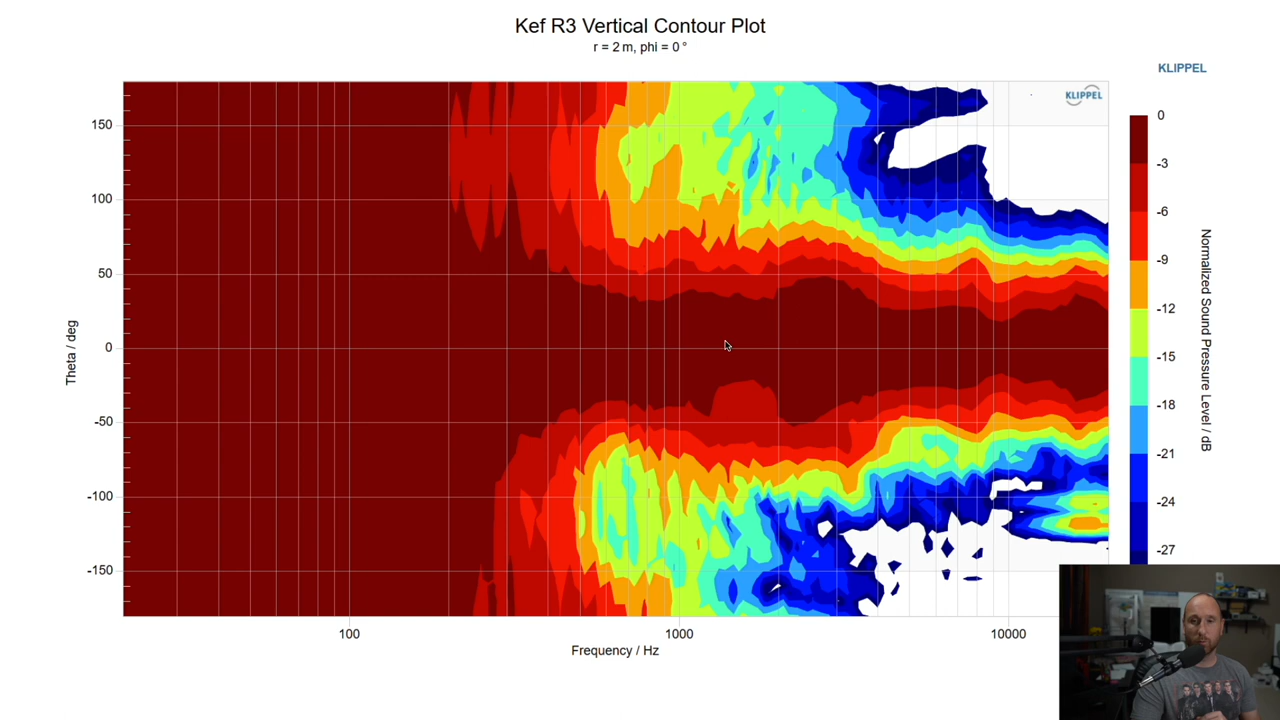 Kef R3 Vertical Contour Plot
r = 2 m, phi = 0 °
KLIPPEL
KLIPPEL
150
100
50
0
-50
-100
-150
Theta / deg
100
1000
10000
Frequency / Hz
0
-3
-6
-9
-12
-15
-18
-21
-24
-27
Normalized Sound Pressure Level / dB